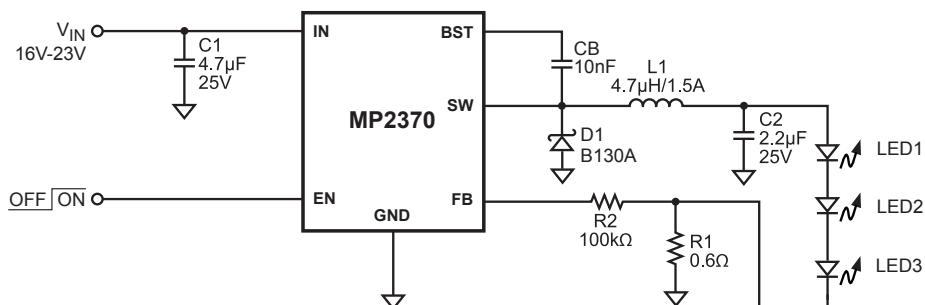 VIN
16V-23V
C1
4.7µF
25V
IN
BST
CB
10nF
L1
4.7µH/1.5A
SW
MP2370
D1
B130A
C2
2.2µF
25V
LED1
OFF ON
EN
FB
GND
R2
100kΩ
R1
0.6Ω
LED2
LED3